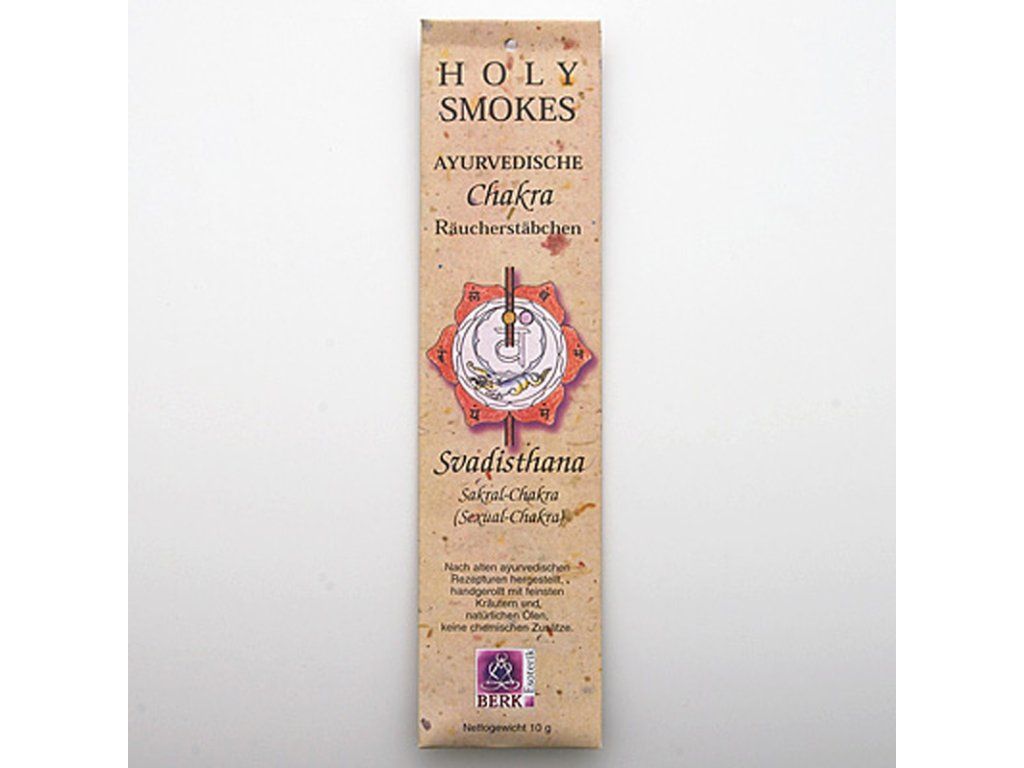 HOLY
SMOKES
AYURVEDISCHE
Chakra
Räucherstäbchen
लं बं
रं वं भं
यं मं
Svadisthana
Sakral-Chakra
(Sexual-Chakra)
Nach alten ayurvedischen
Rezepturen hergestellt,
handgerollt mit feinsten
Kräutern und,
natürlichen Ölen,
keine chemischen Zusätze.
Esoterik
BERK
Nettogewicht 10 g